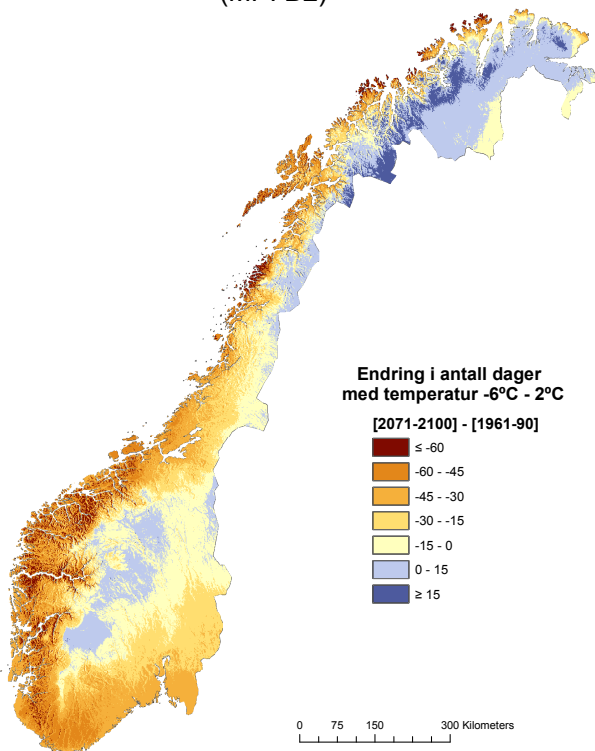 Endring i antall dager
med temperatur -6ºC - 2ºC
[2071-2100] - [1961-90]
≤ -60
-60 - -45
-45 - -30
-30 - -15
-15 - 0
0 - 15
≥ 15
0 75 150 300 Kilometers